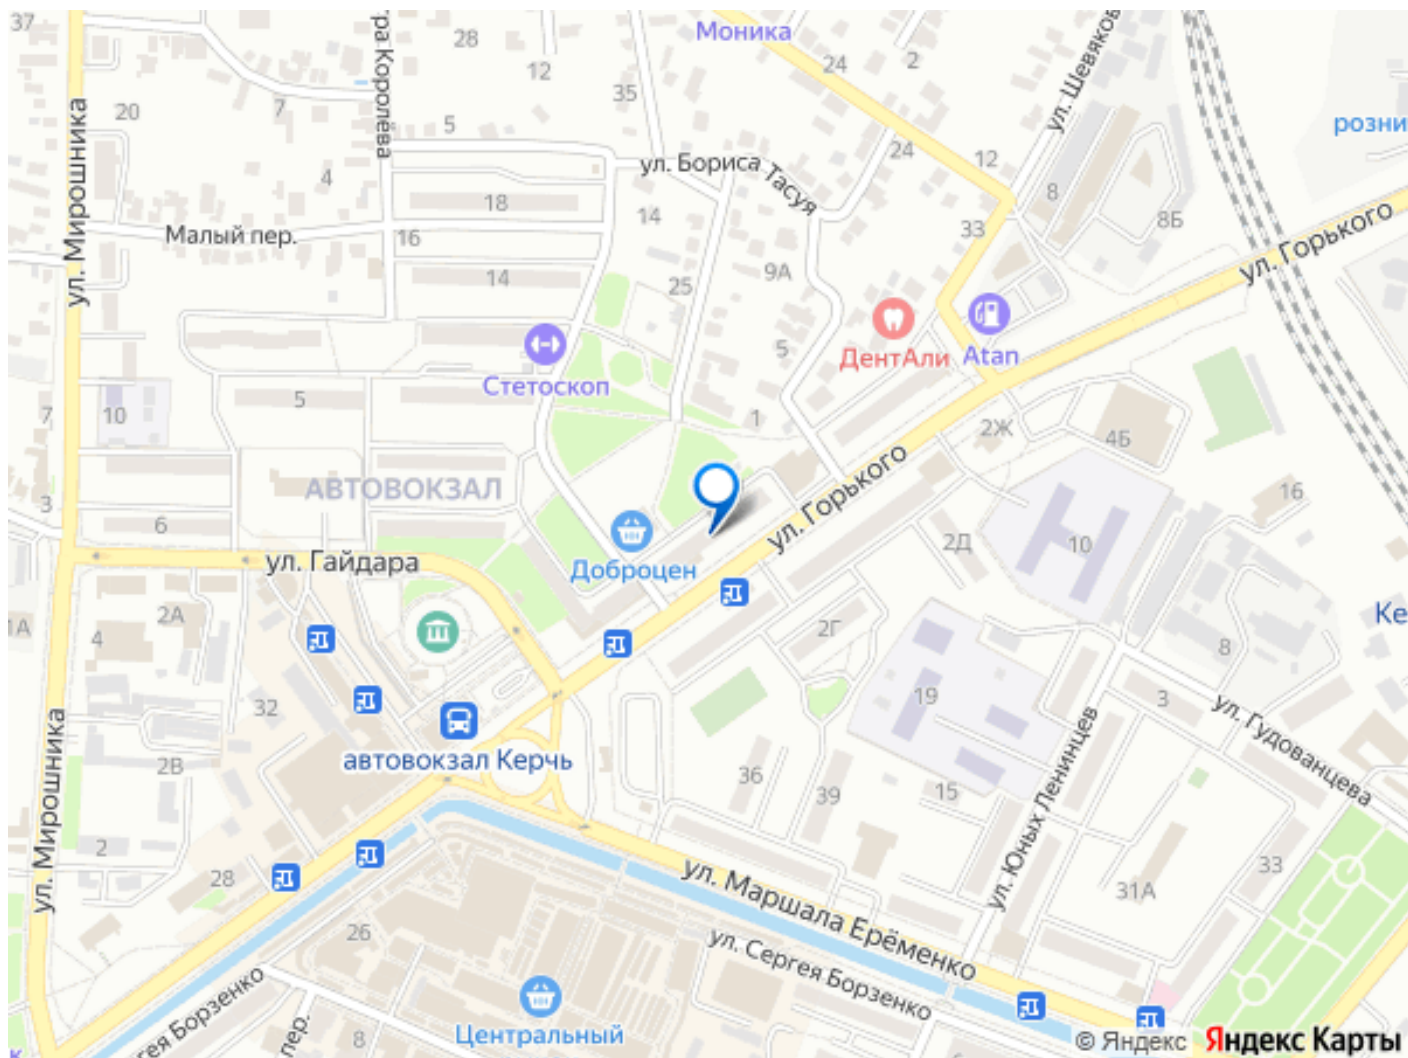 37
ул. Мирошника
20
7
28
12
ра Королёва
5
4
35
Моника
24
2
ул. Шевяков
розни
ул. Бориса Тасуя
24
12
8
8Б
33
ул. Горького
18
14
Малый пер.
16
14
25
9А
ДентАли
Atan
Стетоскоп
5
5
1
7
10
2Ж
4Б
АВТОВОКЗАЛ
3
6
ул. Горького
16
2Д
10
ул. Гайдара
Доброцен
2А
1А
4
2Г
Ке
8
19
3
32
автовокзал Керчь
ул. Гудованцева
ул. Мирошника
2В
36
39
15
ул. Юных Ленинцев
2
28
33
31А
ул. Маршала Ерёменко
26
ул. Сергея Борзенко
гея Борзенко
пер.
8
Центральный
к
© Яндекс Яндекс Карты